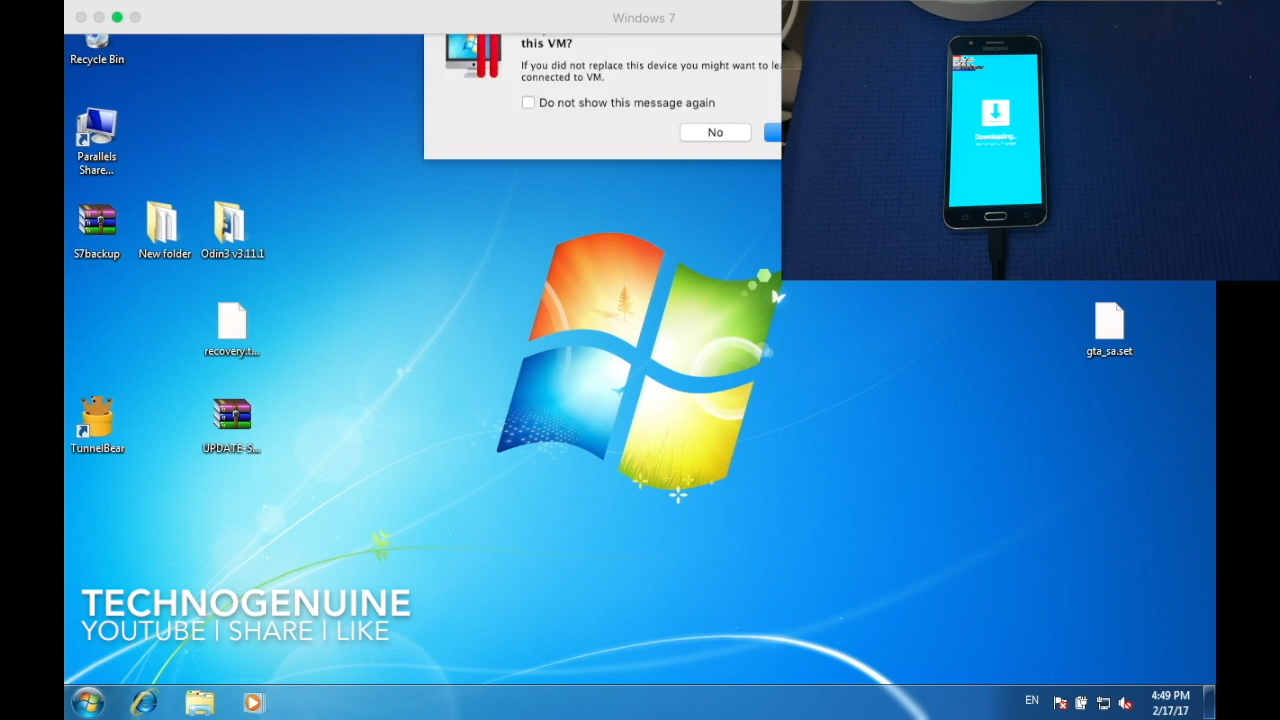 Windows 7
this VM?
If you did not replace this device you might want to lea
connected to VM.
Do not show this message again
No
SAMSUNG
Downloading...
Recycle Bin
Parallels
Share...
S7backup
New folder
Odin3 v3.11.1
recovery.t...
gta_sa.set
TunnelBear
UPDATE-S...
TECHNOGENUINE
YOUTUBE | SHARE | LIKE
EN
4:49 PM
2/17/17